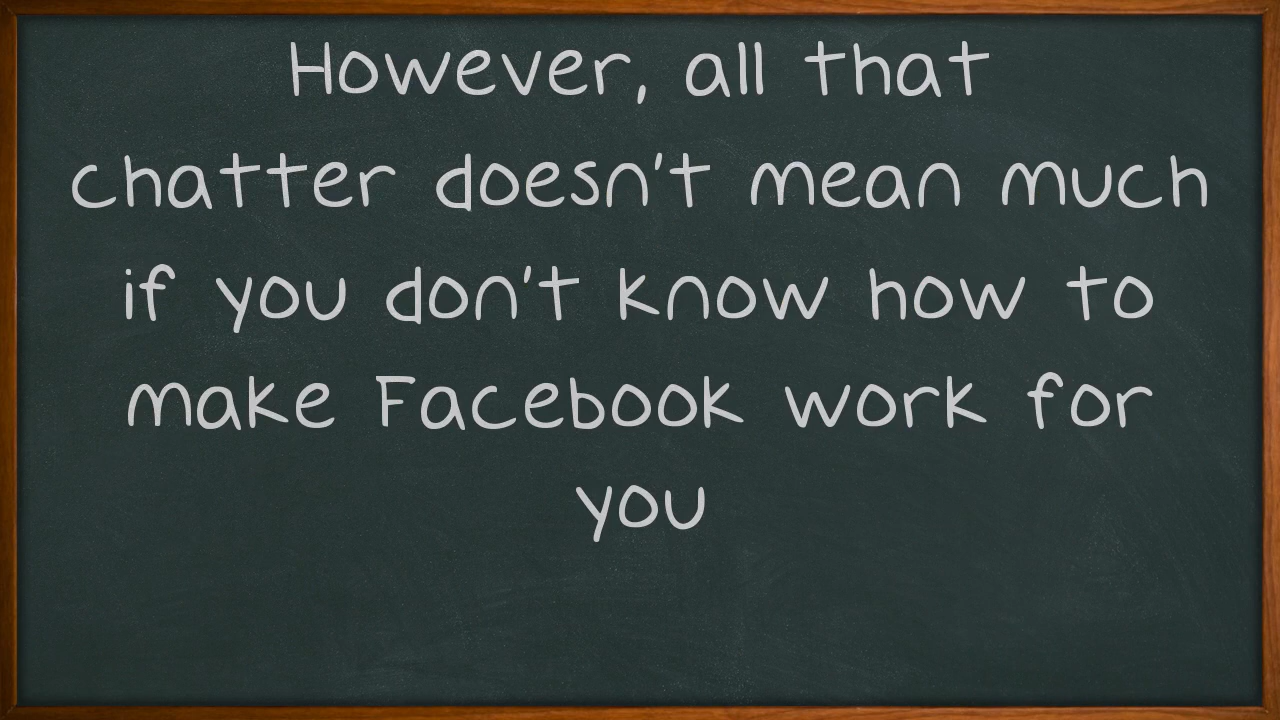 However, all that
chatter doesn't mean much
if you don't know how to
make Facebook work for
you